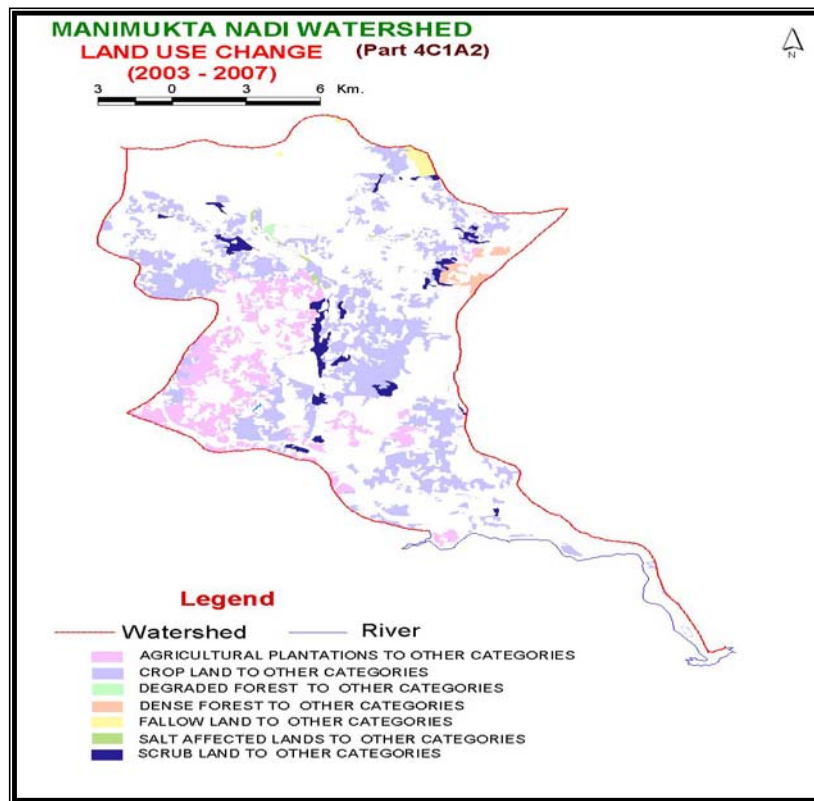 MANIMUKTA NADI WATERSHED
LAND USE CHANGE (Part 4C1A2)
(2003 - 2007)
3 0 3 6 Km.
N
Legend
Watershed River
AGRICULTURAL PLANTATIONS TO OTHER CATEGORIES
CROP LAND TO OTHER CATEGORIES
DEGRADED FOREST TO OTHER CATEGORIES
DENSE FOREST TO OTHER CATEGORIES
FALLOW LAND TO OTHER CATEGORIES
SALT AFFECTED LANDS TO OTHER CATEGORIES
SCRUB LAND TO OTHER CATEGORIES